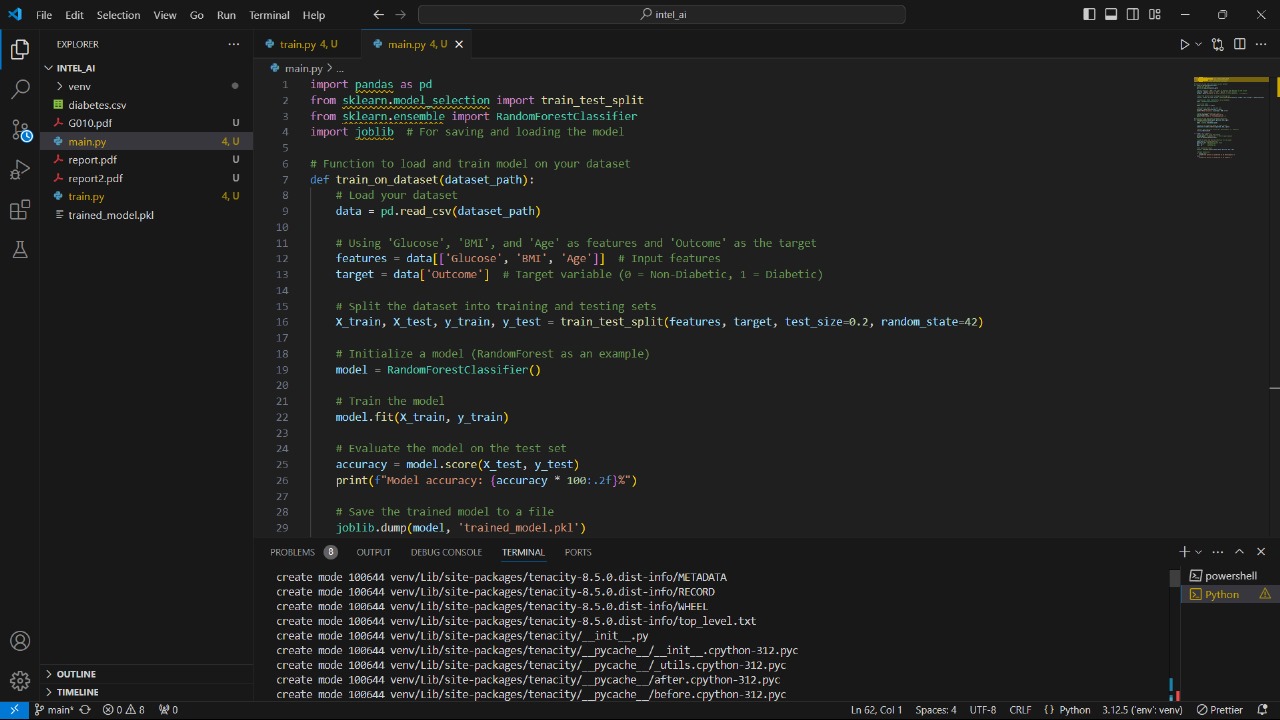 File Edit Selection View Go Run Terminal Help
intel_ai
EXPLORER
INTEL_AI
venv
diabetes.csv
G010.pdf U
main.py 4, U
report.pdf U
report2.pdf U
train.py 4, U
trained_model.pkl
OUTLINE
TIMELINE
train.py 4, U
main.py 4, U
main.py > ...
1 import pandas as pd
2 from sklearn.model_selection import train_test_split
3 from sklearn.ensemble import RandomForestClassifier
4 import joblib # For saving and loading the model
5
6 # Function to load and train model on your dataset
7 def train_on_dataset(dataset_path):
8 # Load your dataset
9 data = pd.read_csv(dataset_path)
10
11 # Using 'Glucose', 'BMI', and 'Age' as features and 'Outcome' as the target
12 features = data[['Glucose', 'BMI', 'Age']] # Input features
13 target = data['Outcome'] # Target variable (0 = Non-Diabetic, 1 = Diabetic)
14
15 # Split the dataset into training and testing sets
16 X_train, X_test, y_train, y_test = train_test_split(features, target, test_size=0.2, random_state=42)
17
18 # Initialize a model (RandomForest as an example)
19 model = RandomForestClassifier()
20
21 # Train the model
22 model.fit(X_train, y_train)
23
24 # Evaluate the model on the test set
25 accuracy = model.score(X_test, y_test)
26 print(f"Model accuracy: {accuracy * 100:.2f}%")
27
28 # Save the trained model to a file
29 joblib.dump(model, 'trained_model.pkl')
PROBLEMS 8 OUTPUT DEBUG CONSOLE TERMINAL PORTS
create mode 100644 venv/Lib/site-packages/tenacity-8.5.0.dist-info/METADATA
create mode 100644 venv/Lib/site-packages/tenacity-8.5.0.dist-info/RECORD
create mode 100644 venv/Lib/site-packages/tenacity-8.5.0.dist-info/WHEEL
create mode 100644 venv/Lib/site-packages/tenacity-8.5.0.dist-info/top_level.txt
create mode 100644 venv/Lib/site-packages/tenacity/__init__.py
create mode 100644 venv/Lib/site-packages/tenacity/__pycache__/__init__.cpython-312.pyc
create mode 100644 venv/Lib/site-packages/tenacity/__pycache__/_utils.cpython-312.pyc
create mode 100644 venv/Lib/site-packages/tenacity/__pycache__/after.cpython-312.pyc
create mode 100644 venv/Lib/site-packages/tenacity/__pycache__/before.cpython-312.pyc
powershell
Python
main* 0 8 0 Ln 62, Col 1 Spaces: 4 UTF-8 CRLF {} Python 3.12.5 ('env': venv) Prettier